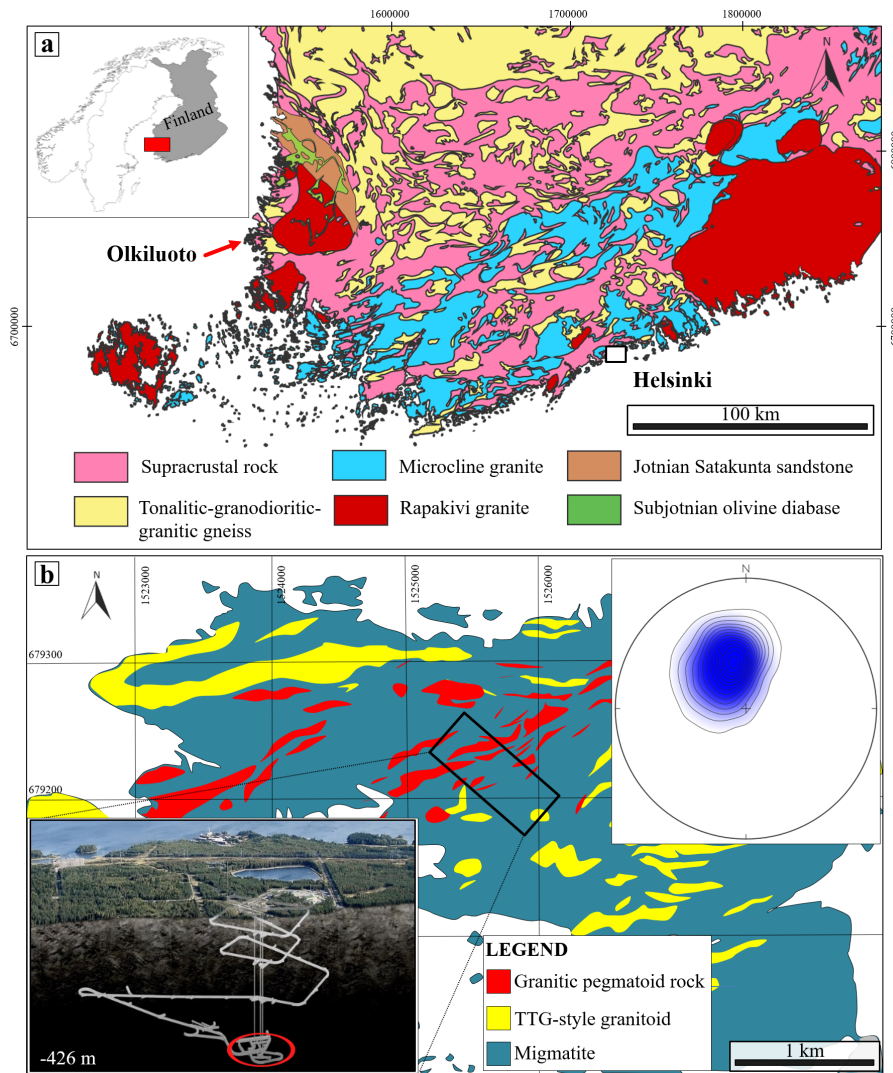 a
1600000
1700000
1800000
N
Finland
6800000
Olkiluoto
6700000
6700000
Helsinki
100 km
Supracrustal rock
Microcline granite
Jotnian Satakunta sandstone
Tonalitic-granodioritic-
granitic gneiss
Rapakivi granite
Subjotnian olivine diabase
b
N
1523000
1524000
1525000
1526000
N
679300
679200
LEGEND
Granitic pegmatoid rock
TTG-style granitoid
Migmatite
-426 m
1 km